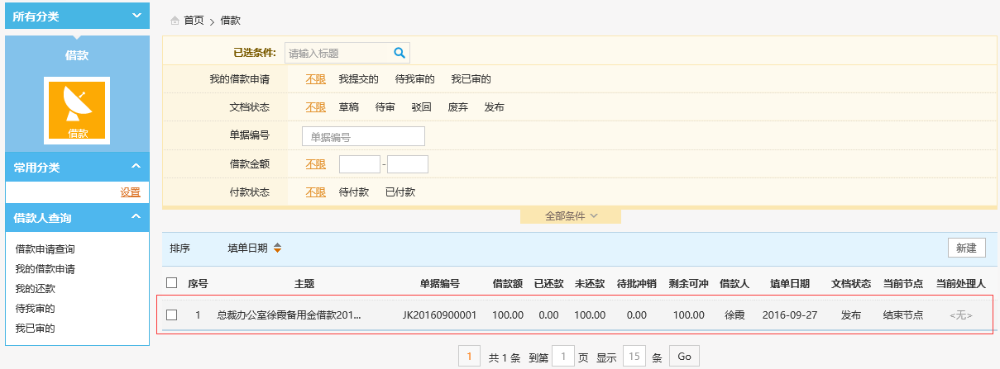 所有分类
借款
借款
常用分类
设置
借款人查询
借款申请查询
我的借款申请
我的还款
待我审的
我已审的
首页 > 借款
已选条件: 请输入标题
我的借款申请 不限 我提交的 待我审的 我已审的
文档状态 不限 草稿 待审 驳回 废弃 发布
单据编号 单据编号
借款金额 不限 -
付款状态 不限 待付款 已付款
全部条件
排序 填单日期 新建
序号 主题 单据编号 借款额 已还款 未还款 待批冲销 剩余可冲 借款人 填单日期 文档状态 当前节点 当前处理人
1 总裁办公室徐霞备用金借款201... JK20160900001 100.00 0.00 100.00 0.00 100.00 徐霞 2016-09-27 发布 结束节点 <无>
1 共 1 条 到第 1 页 显示 15 条 Go